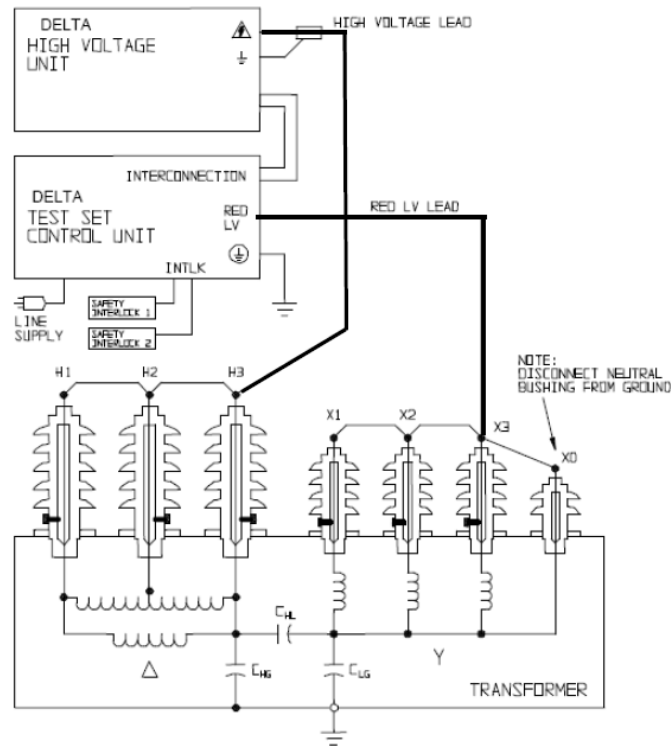 DELTA
HIGH VOLTAGE
UNIT
HIGH VOLTAGE LEAD
INTERCONNECTION
DELTA
TEST SET
CONTROL UNIT
RED
LV
RED LV LEAD
INTLK
LINE
SUPPLY
SAFETY
INTERLOCK 1
SAFETY
INTERLOCK 2
NOTE:
DISCONNECT NEUTRAL
BUSHING FROM GROUND
H1
H2
H3
X1
X2
X3
X0
CHL
CHG
CLG
Δ
Y
TRANSFORMER